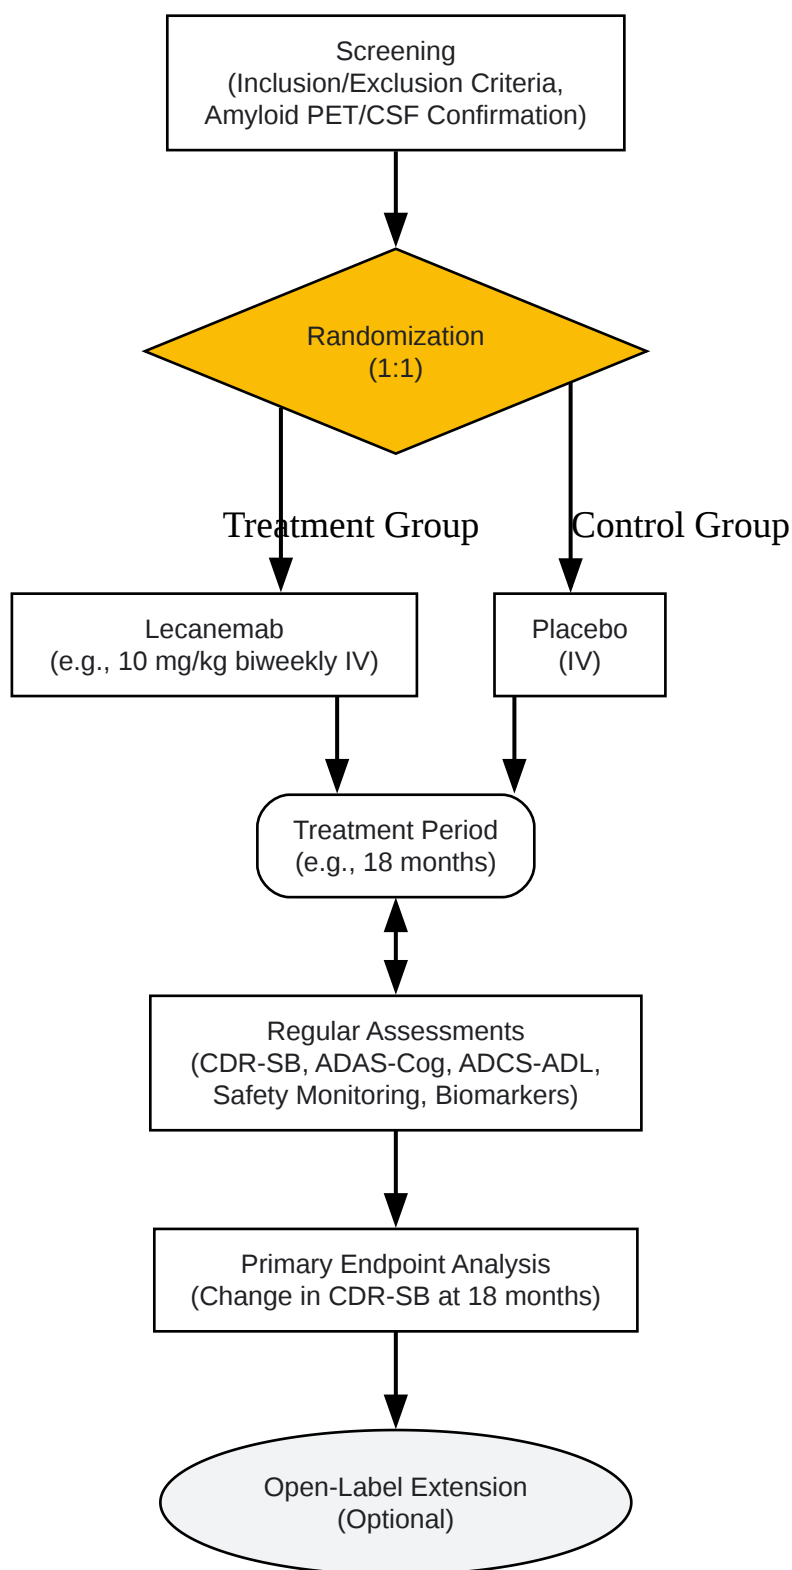 Screening
(Inclusion/Exclusion Criteria,
Amyloid PET/CSF Confirmation)
Randomization
(1:1)
Treatment Group
Control Group
Lecanemab
(e.g., 10 mg/kg biweekly IV)
Placebo
(IV)
Treatment Period
(e.g., 18 months)
Regular Assessments
(CDR-SB, ADAS-Cog, ADCS-ADL,
Safety Monitoring, Biomarkers)
Primary Endpoint Analysis
(Change in CDR-SB at 18 months)
Open-Label Extension
(Optional)